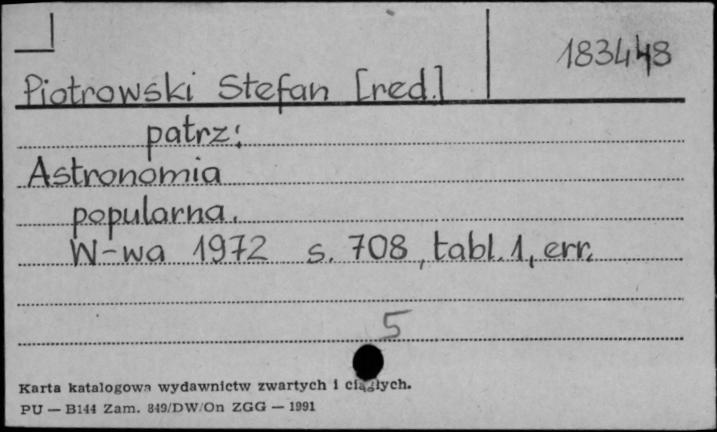 183448
Piotrowski Stefan [red.]
patrz:
Astronomia
popularna.
W-wa 1972 s. 708, tabl. 1, err.
5
Karta katalogowa wydawnictw zwartych i ciągłych.
PU — B144 Zam. 849/DW/On ZGG — 1991